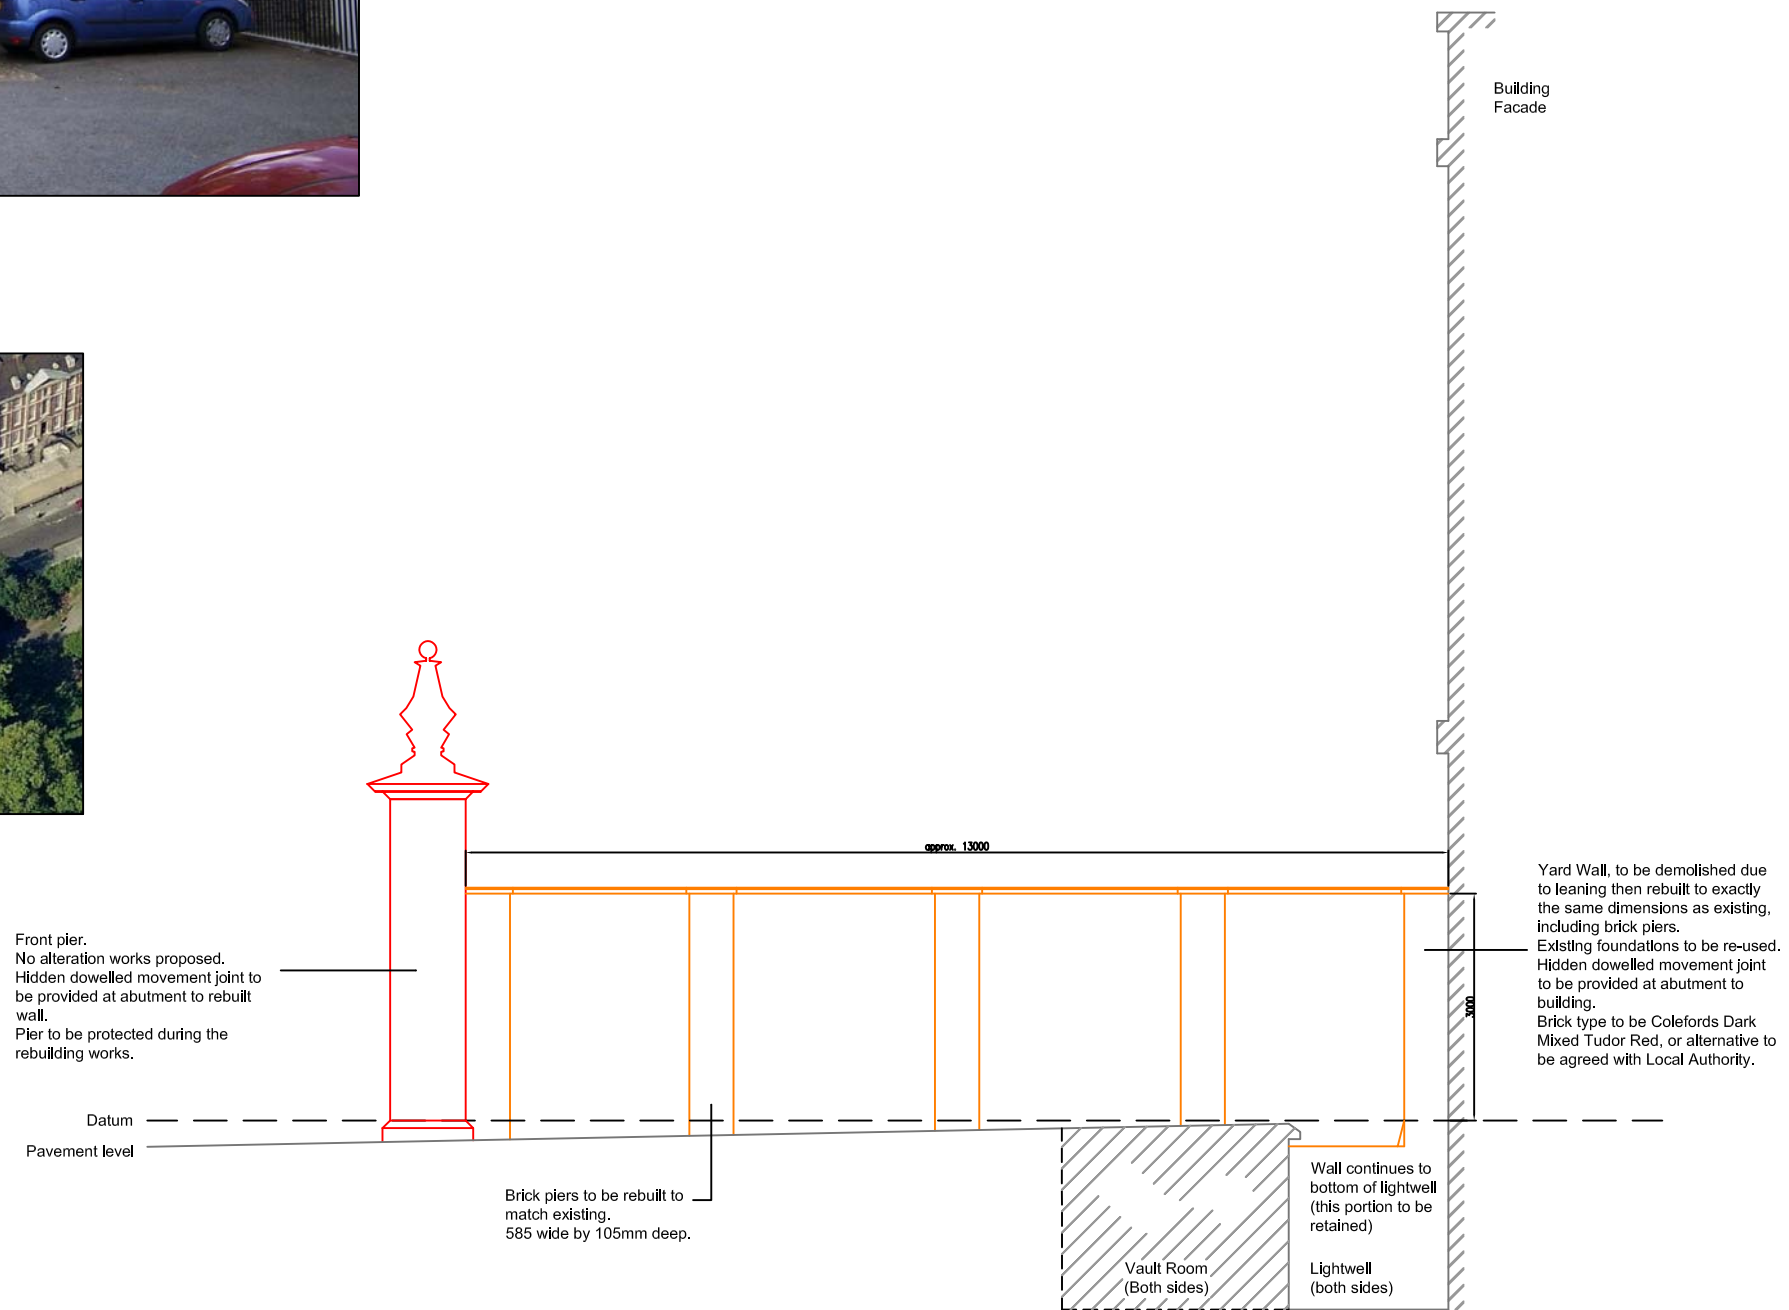 Building
Facade
approx. 13000
Yard Wall, to be demolished due
to leaning then rebuilt to exactly
the same dimensions as existing,
including brick piers.
Existing foundations to be re-used.
Hidden dowelled movement joint
to be provided at abutment to
building.
Brick type to be Colefords Dark
Mixed Tudor Red, or alternative to
be agreed with Local Authority.
3000
Front pier.
No alteration works proposed.
Hidden dowelled movement joint to
be provided at abutment to rebuilt
wall.
Pier to be protected during the
rebuilding works.
Datum
Pavement level
Brick piers to be rebuilt to
match existing.
585 wide by 105mm deep.
Wall continues to
bottom of lightwell
(this portion to be
retained)
Vault Room
(Both sides)
Lightwell
(both sides)